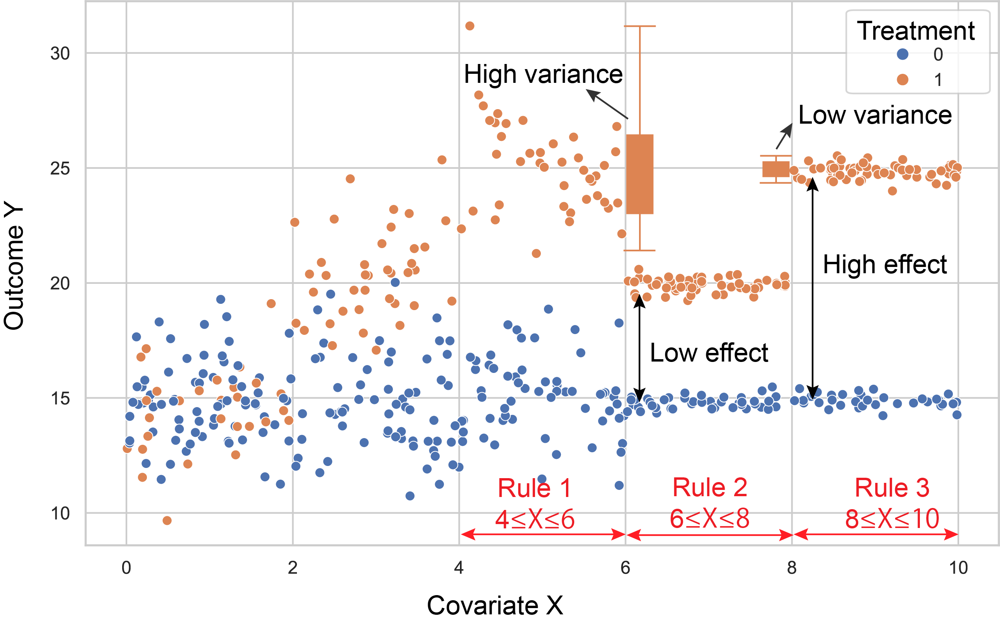 Treatment
0
1
High variance
Low variance
High effect
Low effect
Rule 1
4≤X≤6
Rule 2
6≤X≤8
Rule 3
8≤X≤10
Outcome Y
30
25
20
15
10
0
2
4
6
8
10
Covariate X